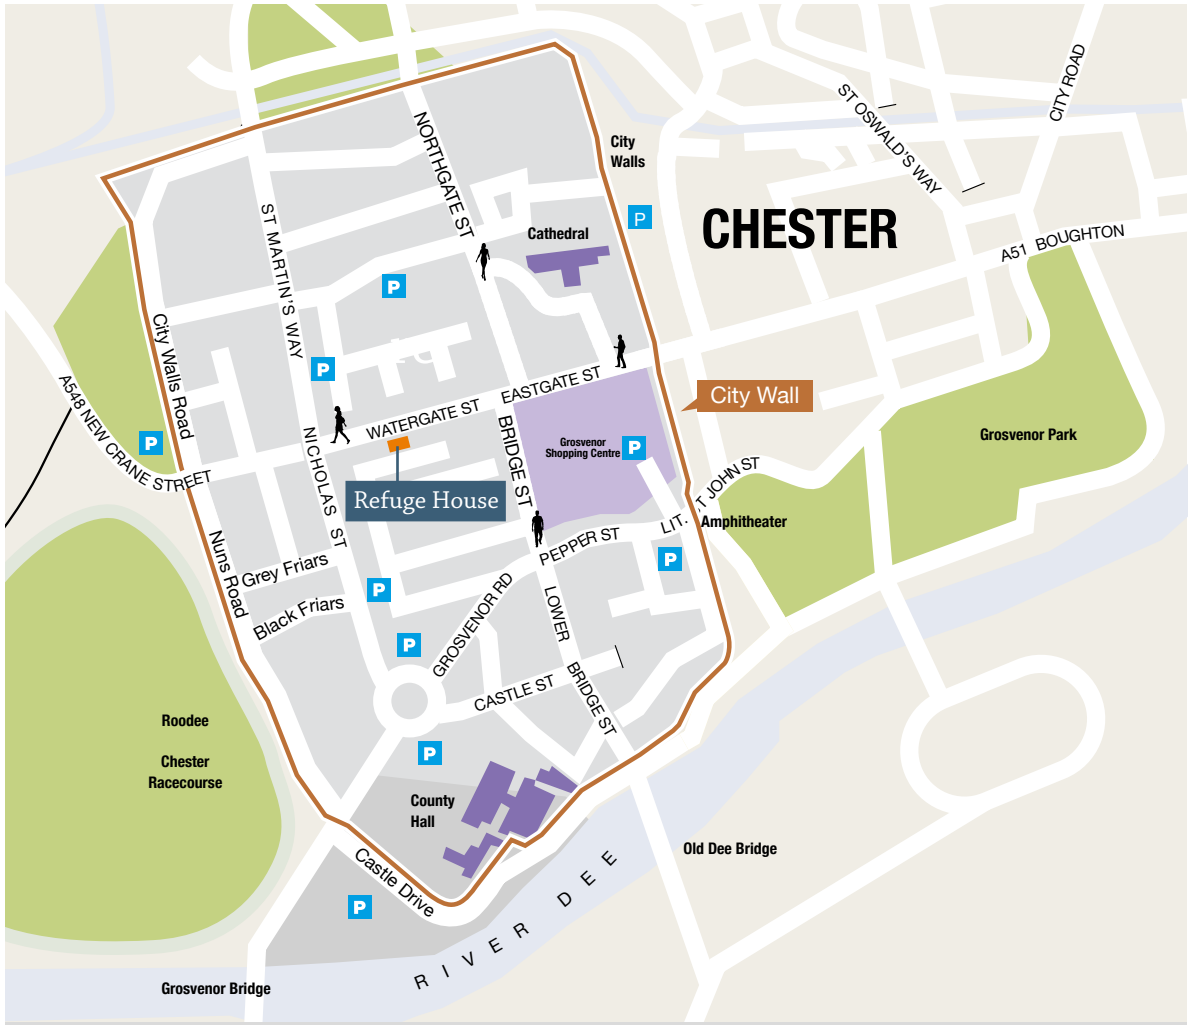 CITY ROAD
ST OSWALD'S WAY
NORTHGATE ST
City
Walls
P
CHESTER
Cathedral
ST MARTIN'S WAY
A51 BOUGHTON
P
City Walls Road
P
EASTGATE ST
A548 NEW CRANE STREET
City Wall
WATERGATE ST
BRIDGE ST
Grosvenor
Shopping Centre
P
P
Grosvenor Park
NICHOLAS ST
Refuge House
ST JOHN ST
LIT.
Amphitheater
PEPPER ST
Nuns Road
Grey Friars
P
P
Black Friars
GROSVENOR RD
LOWER
BRIDGE ST
P
CASTLE ST
Roodee
Chester
Racecourse
P
County
Hall
Castle Drive
Old Dee Bridge
P
RIVER DEE
Grosvenor Bridge